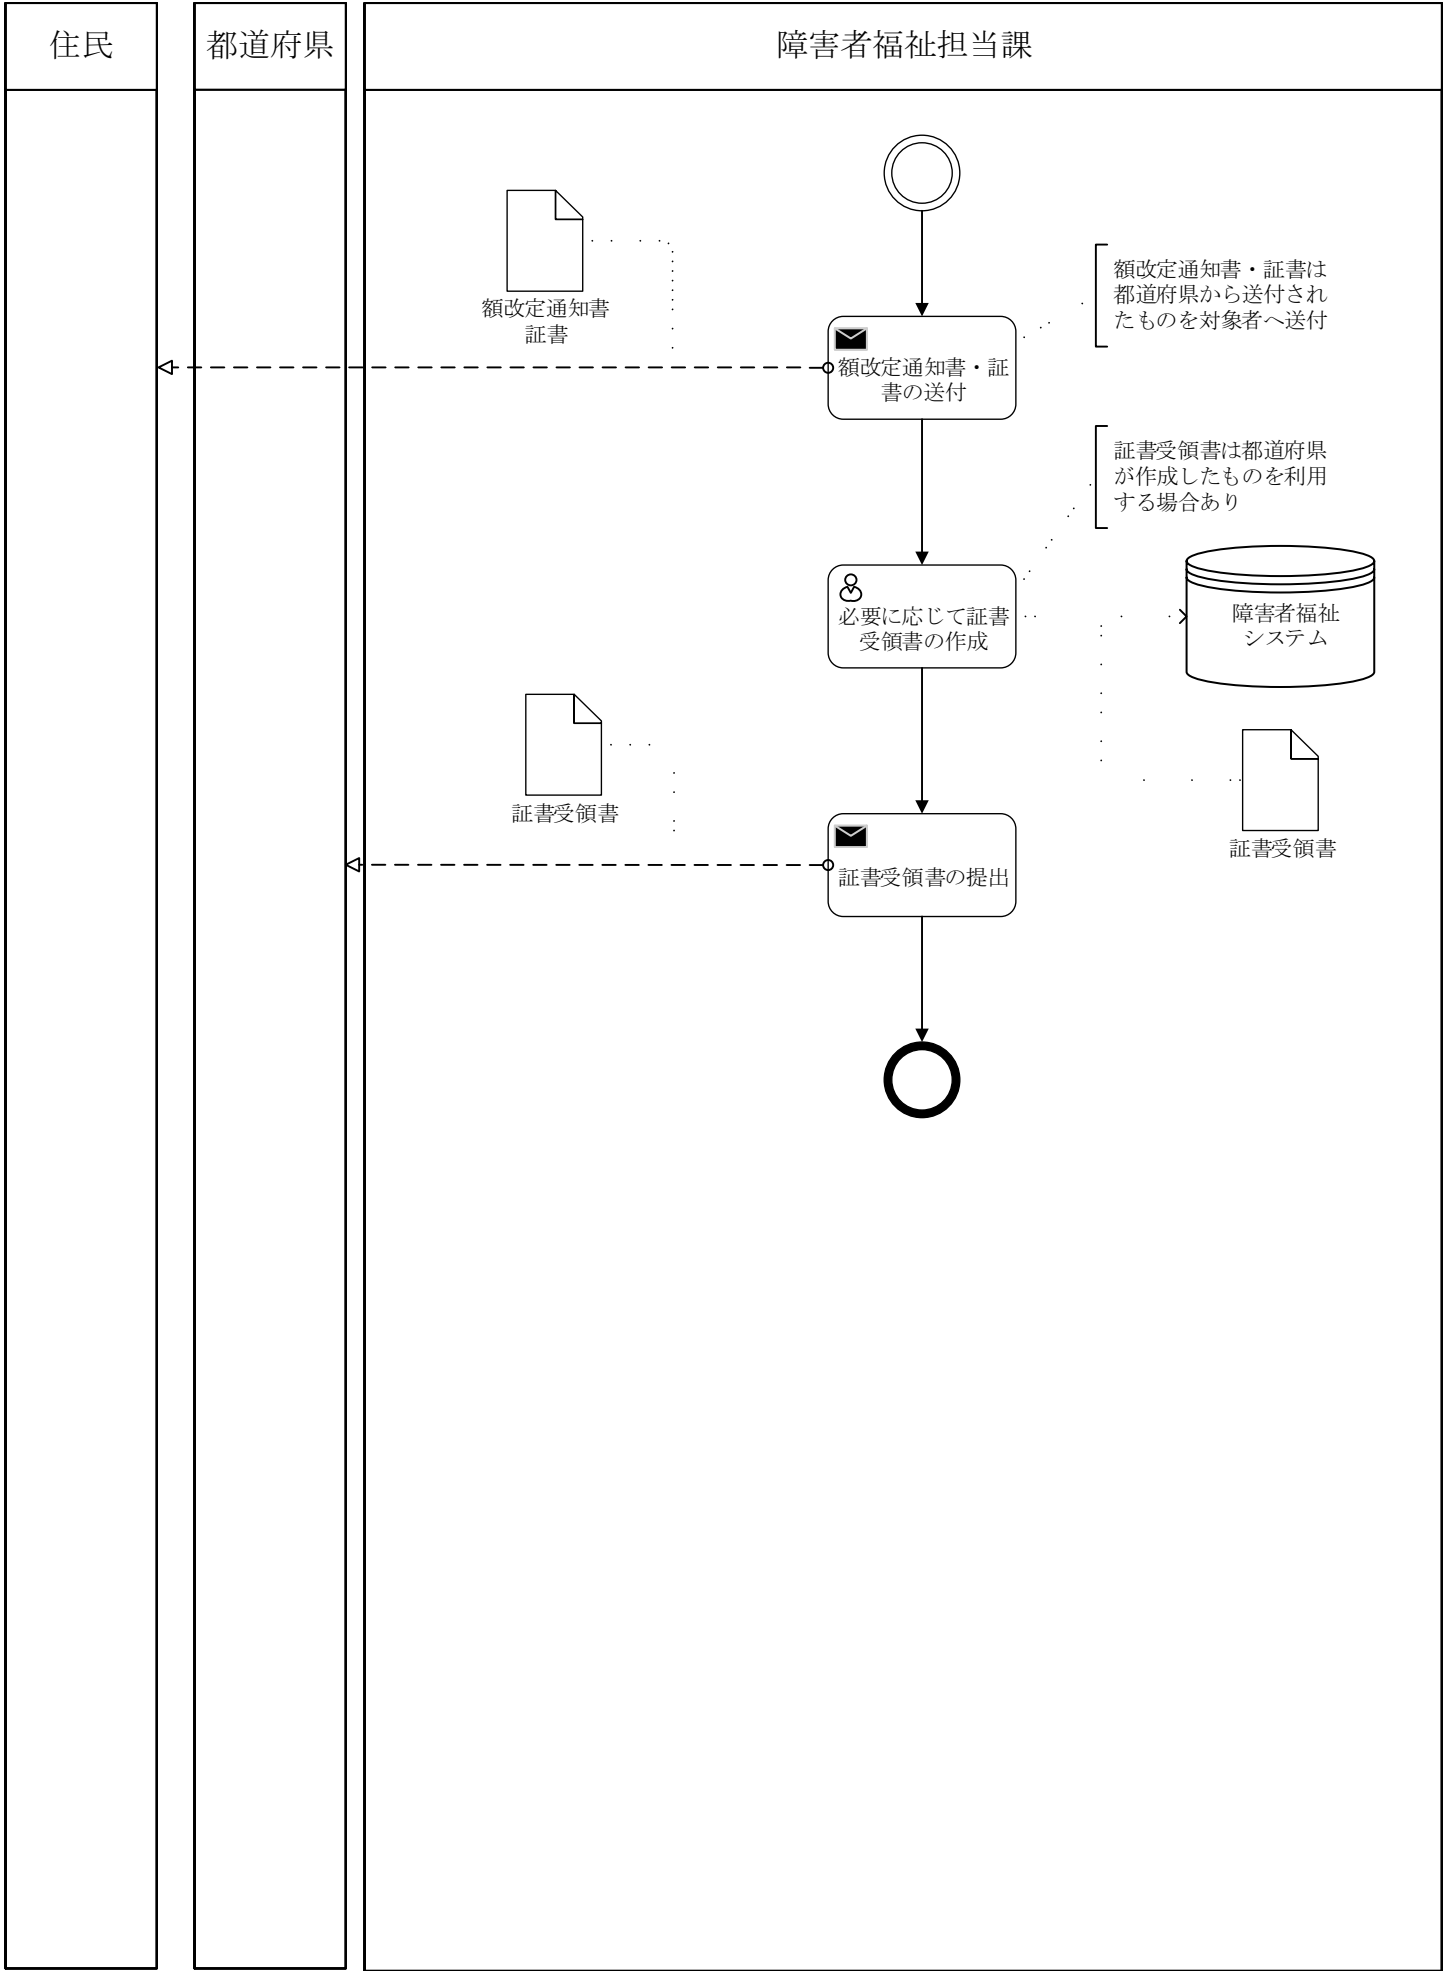 住民
都道府県
障害者福祉担当課
額改定通知書
証書
額改定通知書・証書は
都道府県から送付され
たものを対象者へ送付
額改定通知書・証
書の送付
証書受領書は都道府県
が作成したものを利用
する場合あり
必要に応じて証書
受領書の作成
障害者福祉
システム
証書受領書
証書受領書
証書受領書の提出